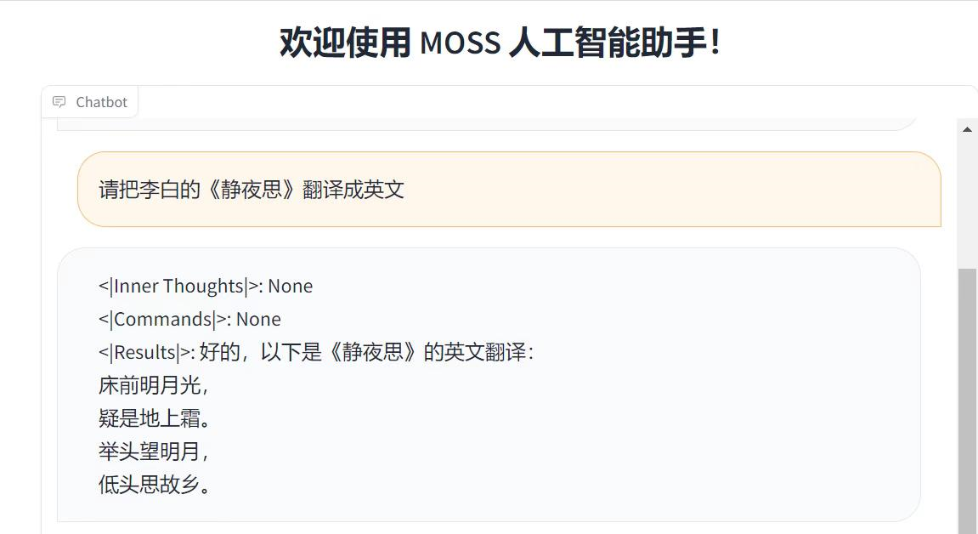 欢迎使用 MOSS 人工智能助手！
Chatbot
请把李白的《静夜思》翻译成英文
<|Inner Thoughts|>: None
<|Commands|>: None
<|Results|>: 好的，以下是《静夜思》的英文翻译：
床前明月光，
疑是地上霜。
举头望明月，
低头思故乡。